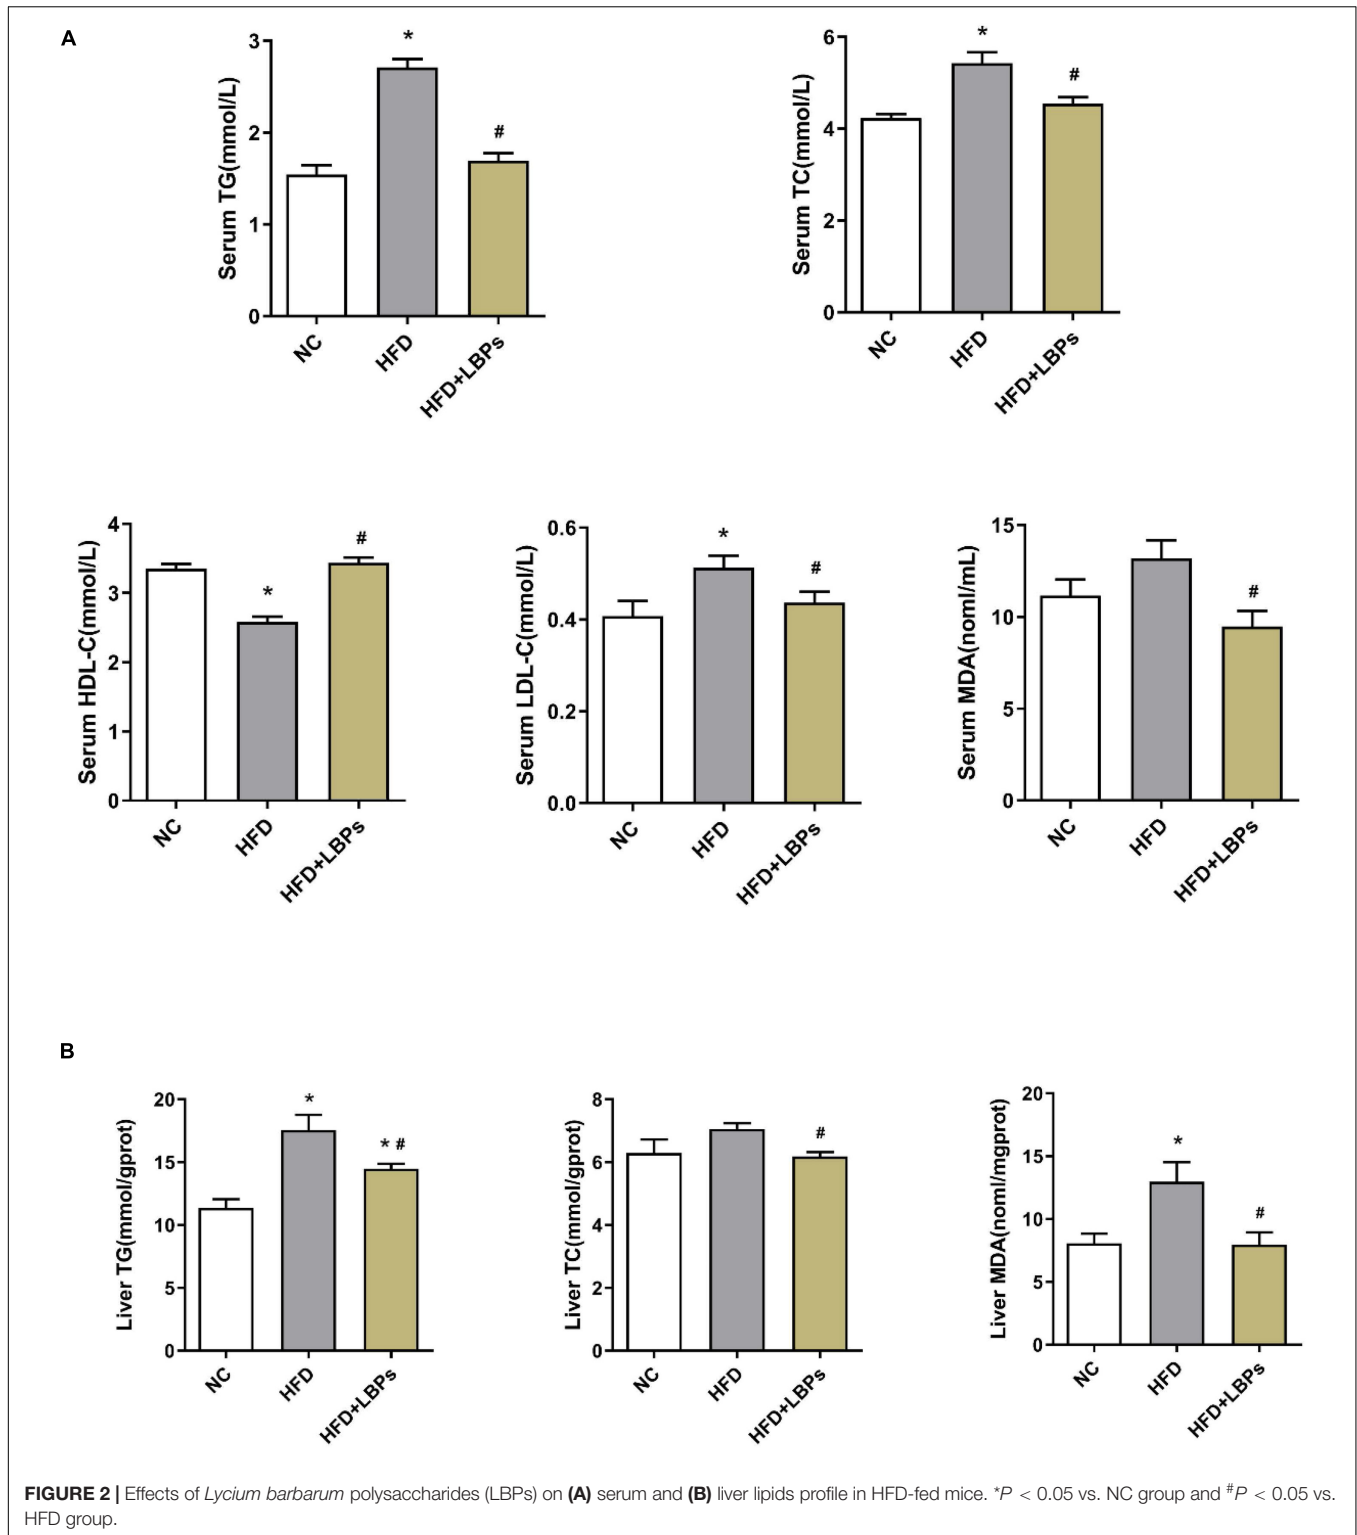 A
Serum TG(mmol/L)
3
2
1
0
*
#
NC
HFD
HFD+LBPs
Serum TC(mmol/L)
6
4
2
0
*
#
NC
HFD
HFD+LBPs
Serum HDL-C(mmol/L)
4
3
2
1
0
*
#
NC
HFD
HFD+LBPs
Serum LDL-C(mmol/L)
0.6
0.4
0.2
0.0
*
#
NC
HFD
HFD+LBPs
Serum MDA(noml/mL)
15
10
5
0
#
NC
HFD
HFD+LBPs
B
Liver TG(mmol/gprot)
20
15
10
5
0
*
* #
NC
HFD
HFD+LBPs
Liver TC(mmol/gprot)
8
6
4
2
0
#
NC
HFD
HFD+LBPs
Liver MDA(noml/mgprot)
20
15
10
5
0
*
#
NC
HFD
HFD+LBPs
FIGURE 2 | Effects of Lycium barbarum polysaccharides (LBPs) on (A) serum and (B) liver lipids profile in HFD-fed mice. *P < 0.05 vs. NC group and #P < 0.05 vs.
HFD group.